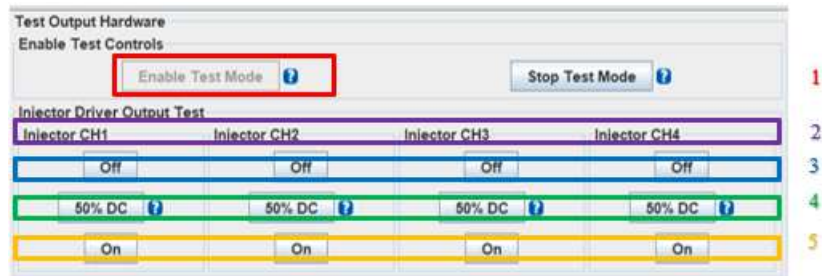 Test Output Hardware
Enable Test Controls
Enable Test Mode ? Stop Test Mode ? 1
Injector Driver Output Test
Injector CH1 Injector CH2 Injector CH3 Injector CH4 2
Off Off Off Off 3
50% DC ? 50% DC ? 50% DC ? 50% DC ? 4
On On On On 5